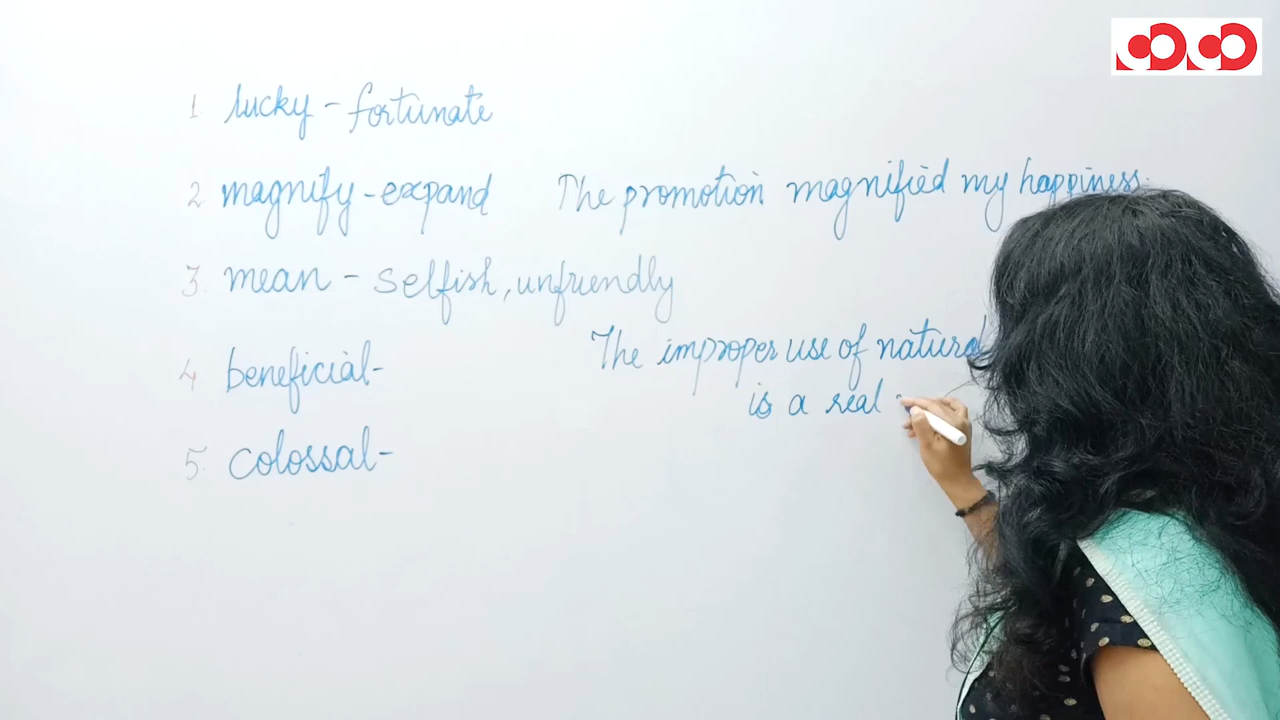 1. lucky - fortunate
2 magnify - expand The promotion magnified my happiness.
3. mean - selfish, unfriendly
The improper use of natural
4 beneficial-
is a real
5. colossal-